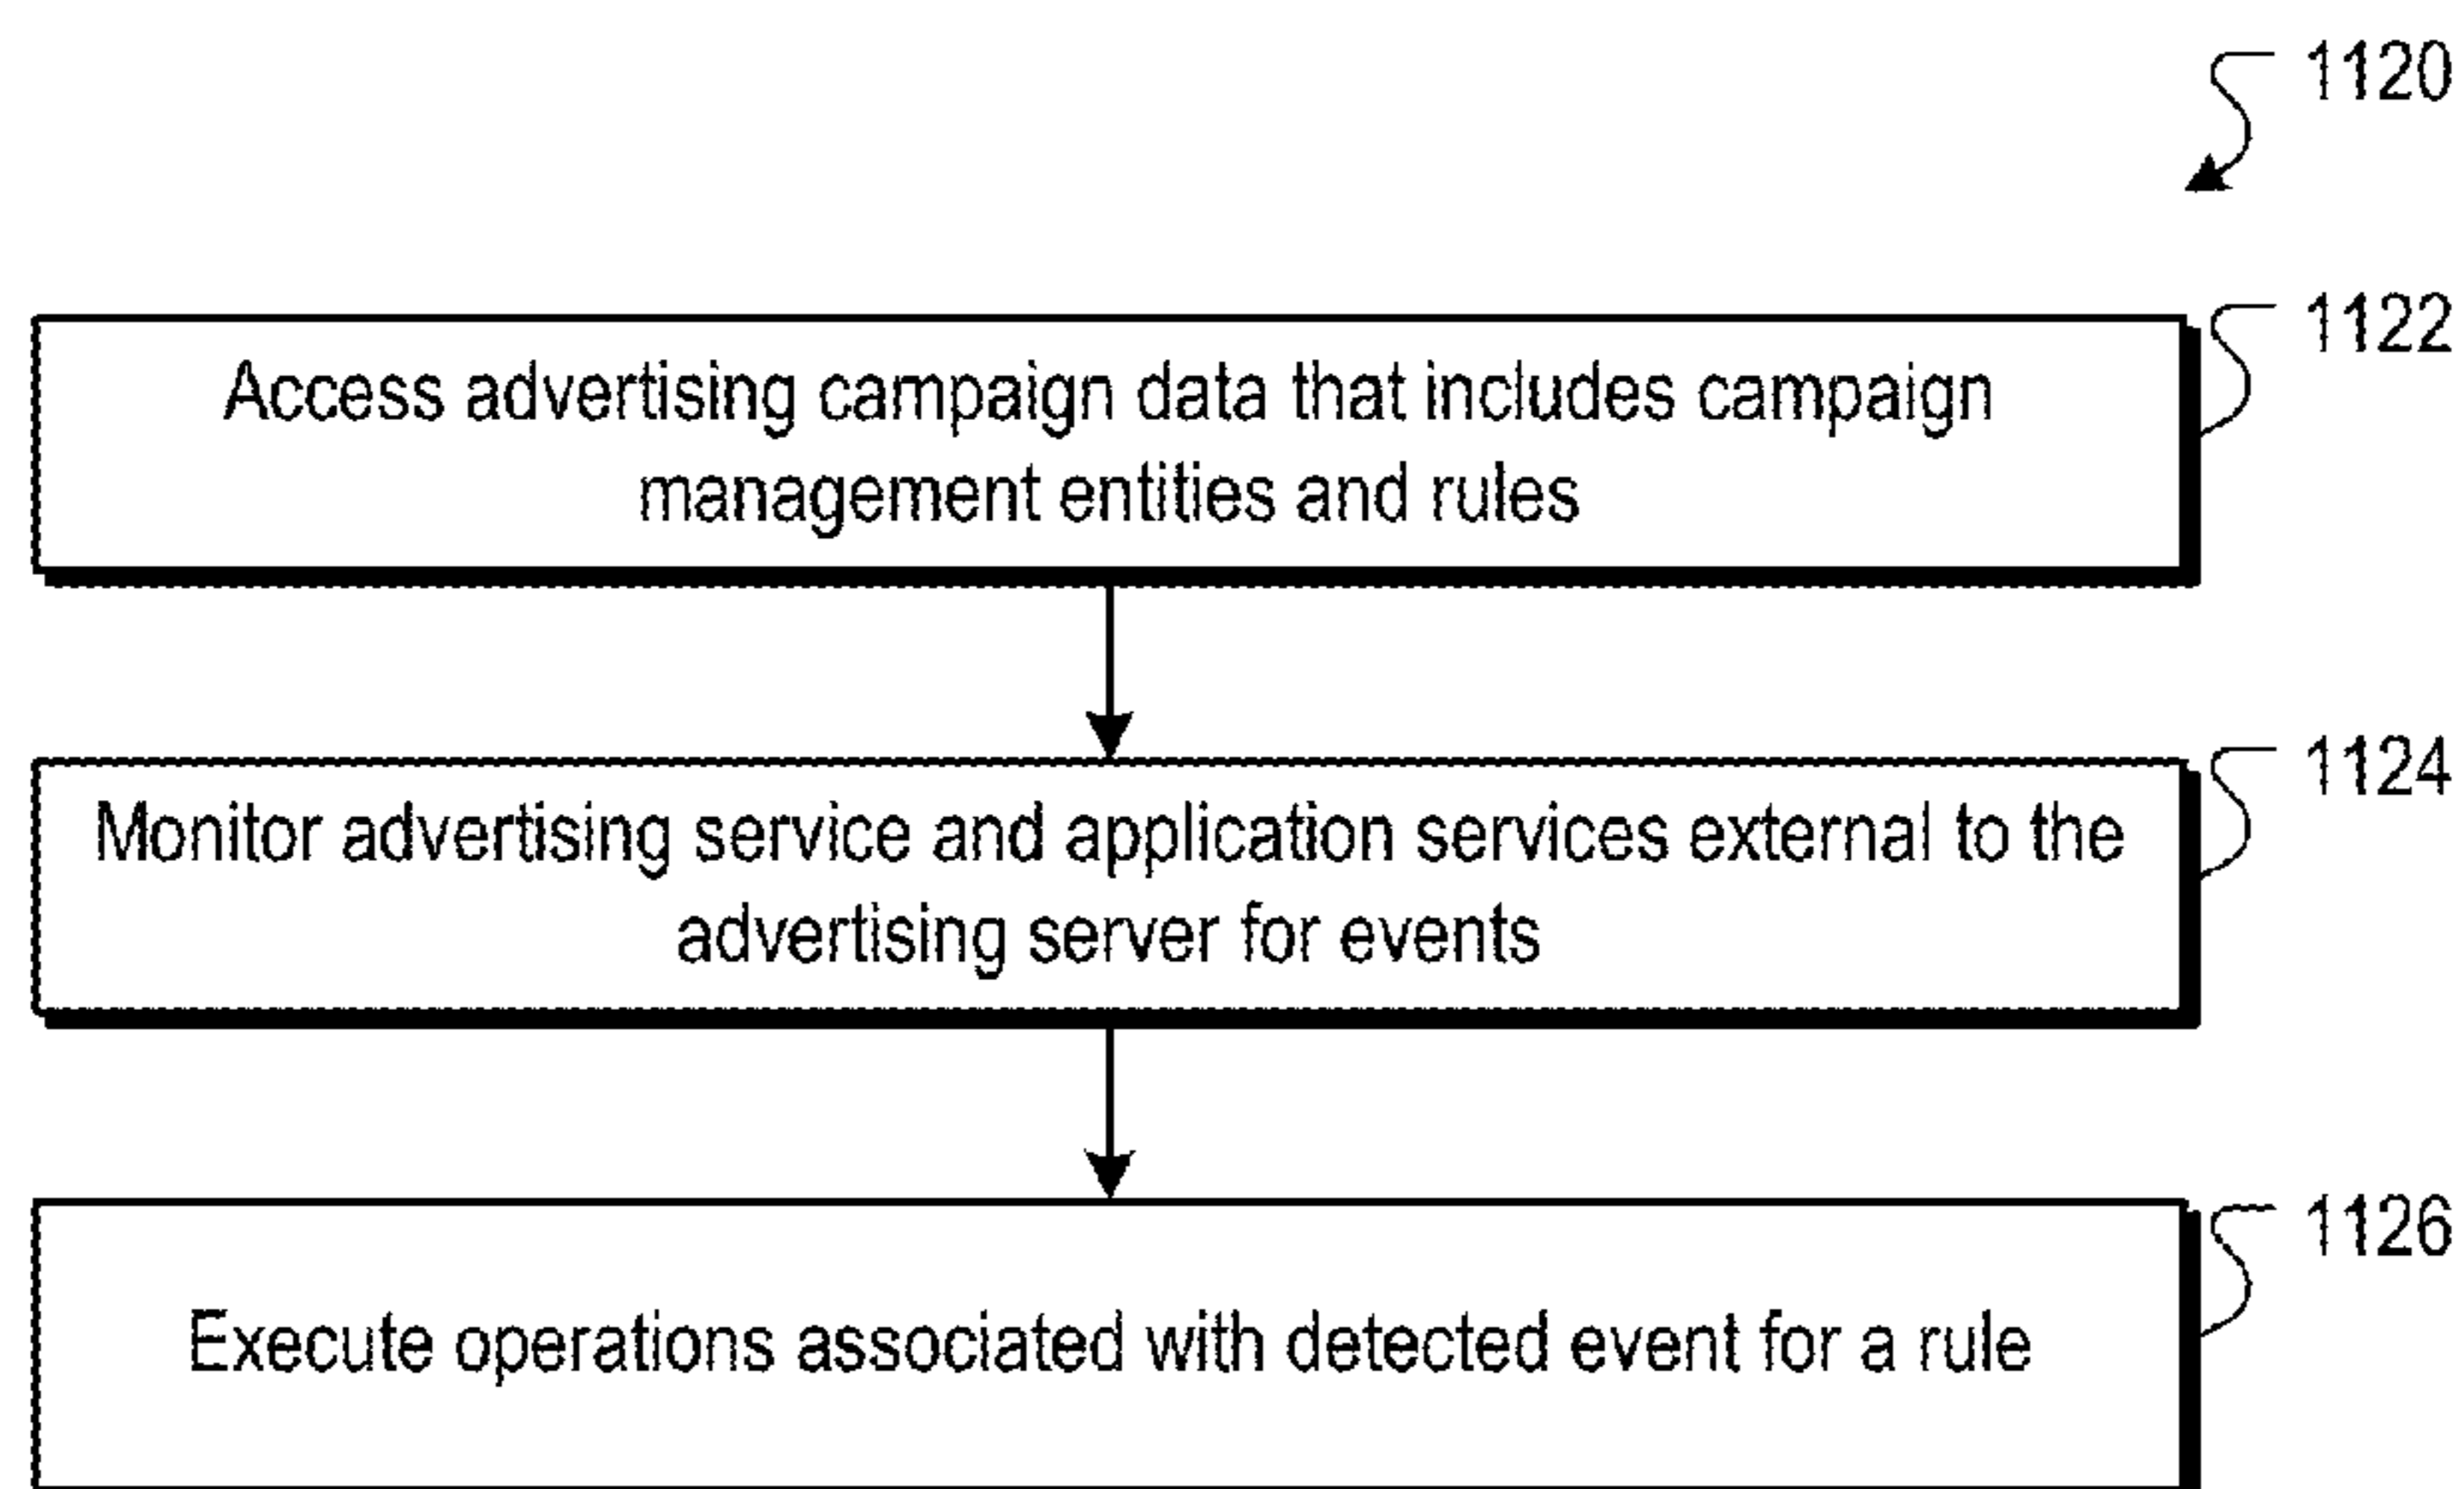 1120
1122
Access advertising campaign data that includes campaign
management entities and rules
1124
Monitor advertising service and application services external to the
advertising server for events
1126
Execute operations associated with detected event for a rule